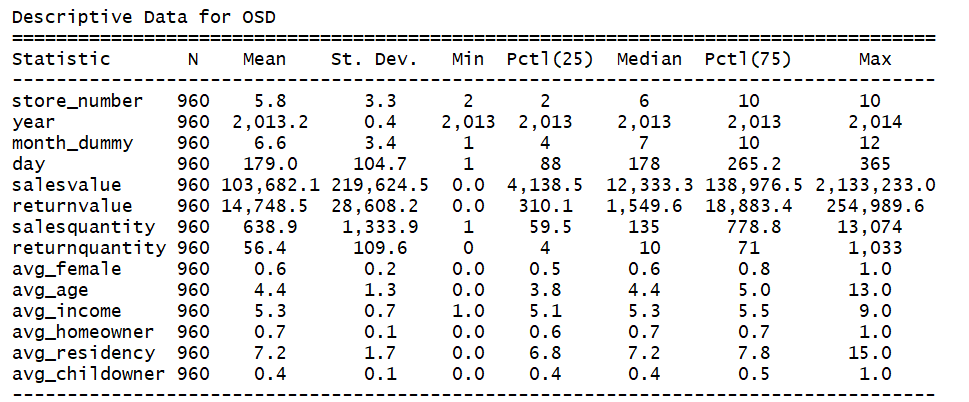 Descriptive Data for OSD
=========================================================================================
Statistic N Mean St. Dev. Min Pctl(25) Median Pctl(75) Max
-----------------------------------------------------------------------------------------
store_number 960 5.8 3.3 2 2 6 10 10
year 960 2,013.2 0.4 2,013 2,013 2,013 2,013 2,014
month_dummy 960 6.6 3.4 1 4 7 10 12
day 960 179.0 104.7 1 88 178 265.2 365
salesvalue 960 103,682.1 219,624.5 0.0 4,138.5 12,333.3 138,976.5 2,133,233.0
returnvalue 960 14,748.5 28,608.2 0.0 310.1 1,549.6 18,883.4 254,989.6
salesquantity 960 638.9 1,333.9 1 59.5 135 778.8 13,074
returnquantity 960 56.4 109.6 0 4 10 71 1,033
avg_female 960 0.6 0.2 0.0 0.5 0.6 0.8 1.0
avg_age 960 4.4 1.3 0.0 3.8 4.4 5.0 13.0
avg_income 960 5.3 0.7 1.0 5.1 5.3 5.5 9.0
avg_homeowner 960 0.7 0.1 0.0 0.6 0.7 0.7 1.0
avg_residency 960 7.2 1.7 0.0 6.8 7.2 7.8 15.0
avg_childowner 960 0.4 0.1 0.0 0.4 0.4 0.5 1.0
-----------------------------------------------------------------------------------------